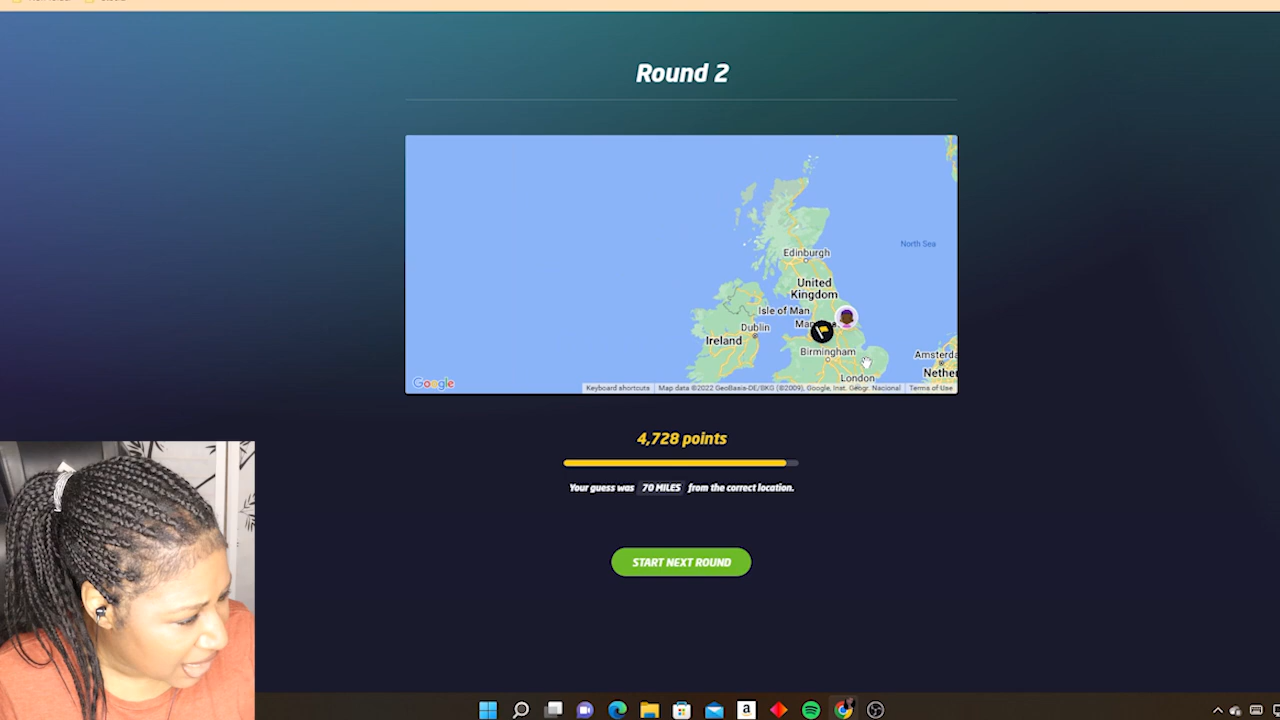 Round 2
North Sea
Edinburgh
United
Kingdom
Isle of Man
Dublin
Ireland
Birmingham
Amsterda
London
Nether
Google
Keyboard shortcuts
Map data ©2022 GeoBasis-DE/BKG (©2009), Google, Inst. Geogr. Nacional
Terms of Use
4,728 points
Your guess was 70 MILES from the correct location.
START NEXT ROUND